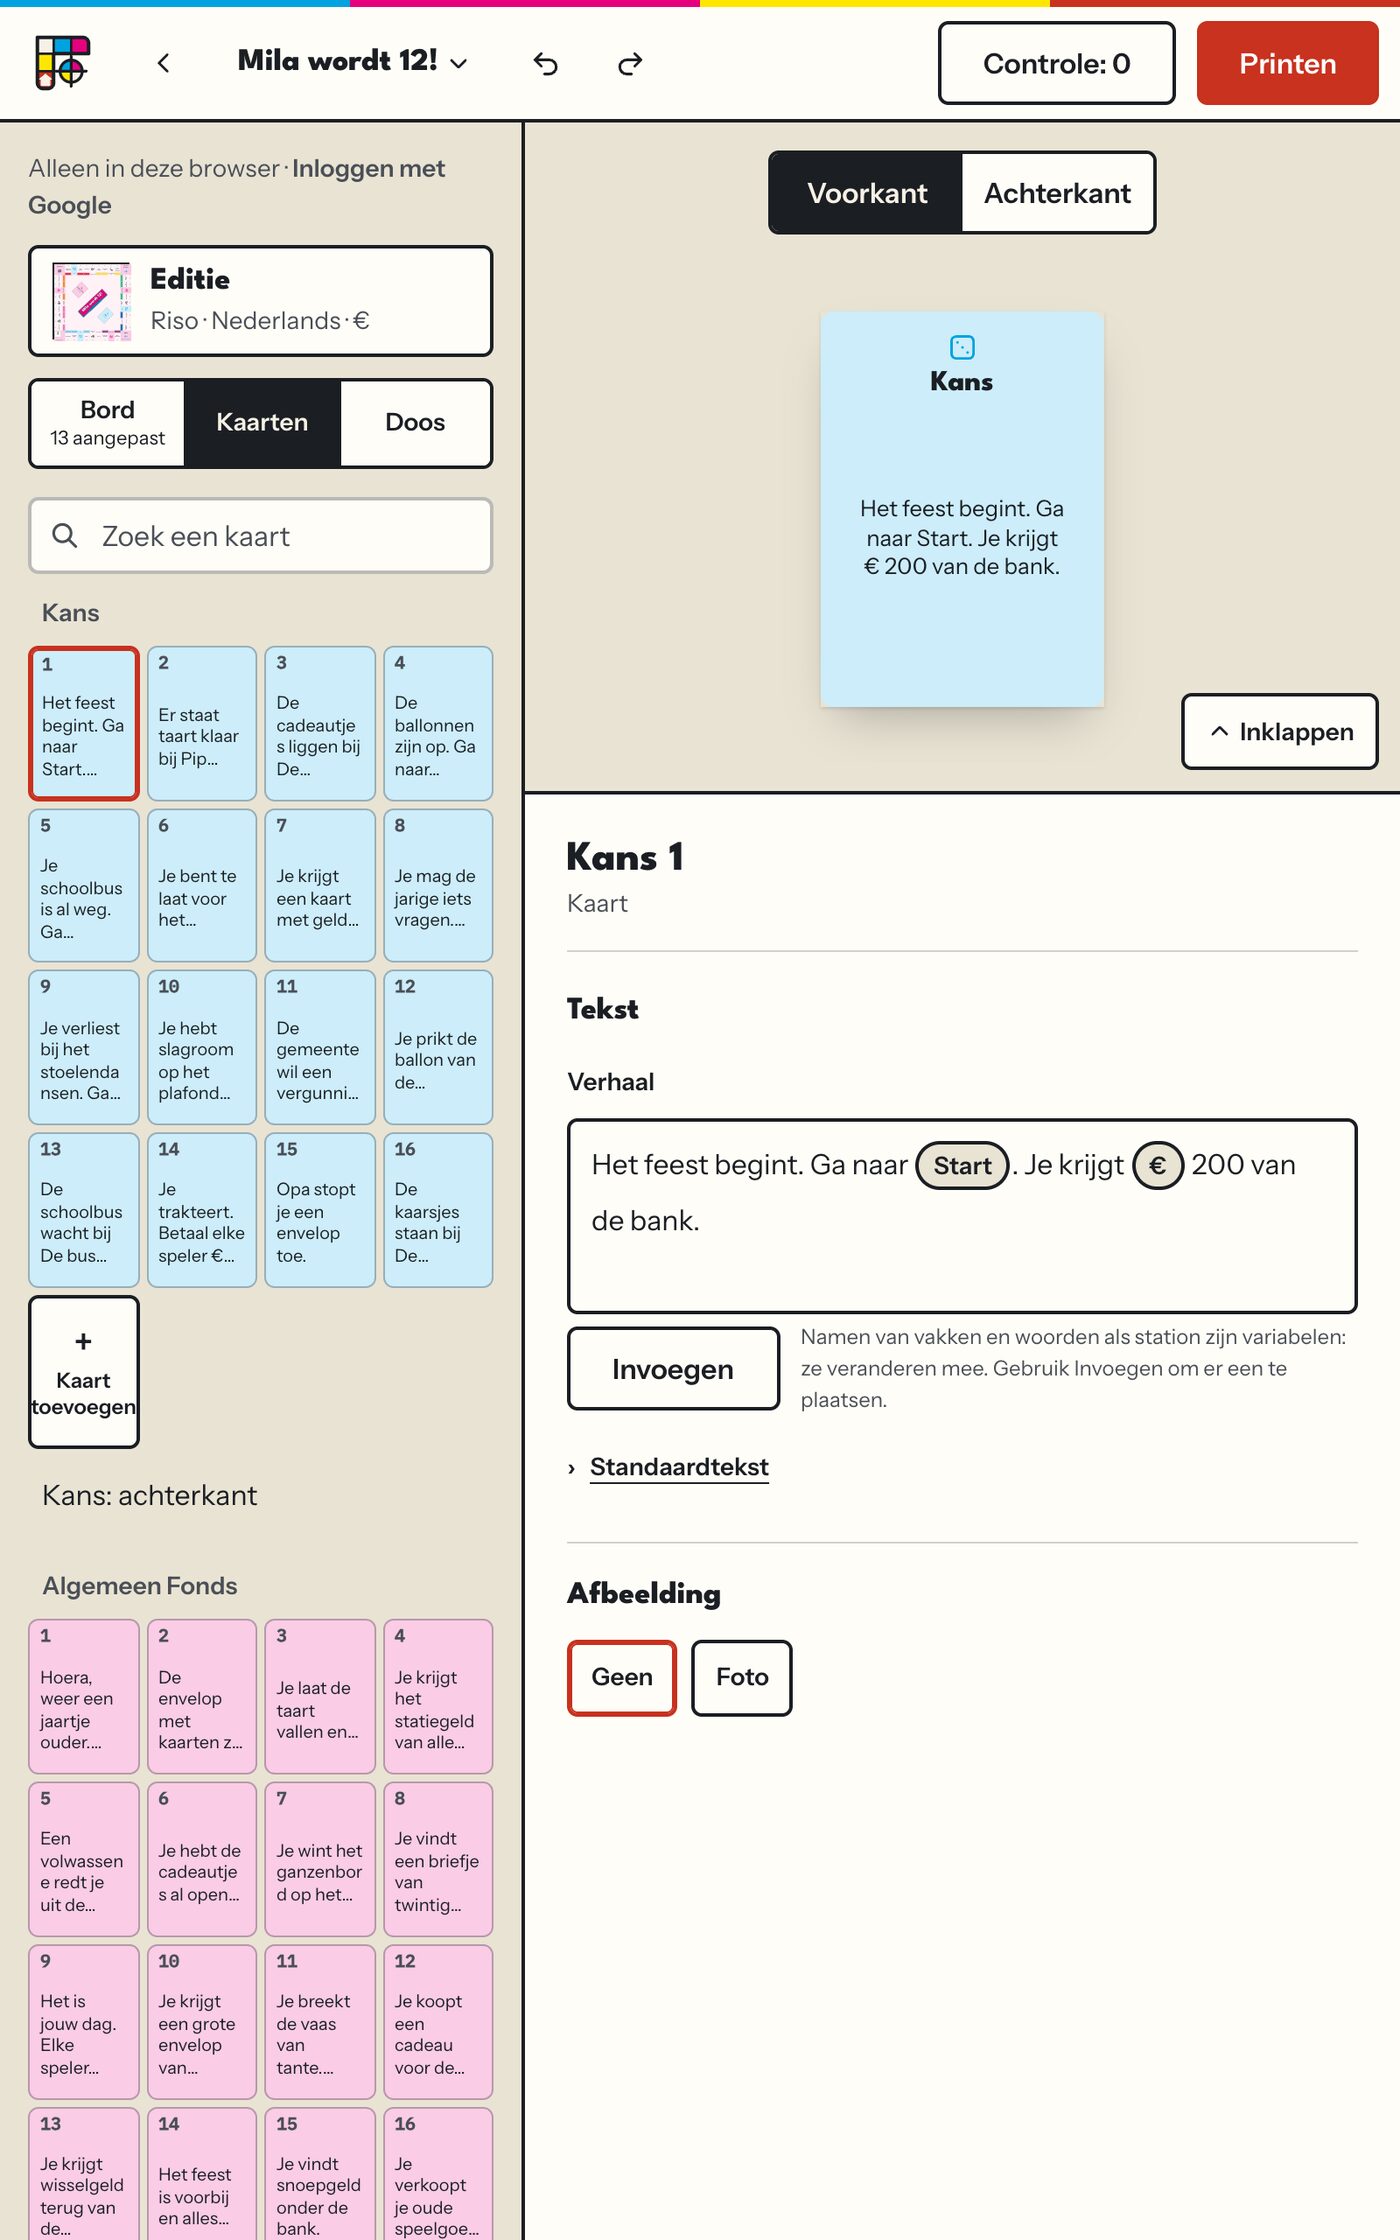 Mila wordt 12!
Controle: 0
Printen
Alleen in deze browser · Inloggen met
Google
Editie
Riso · Nederlands · €
Bord
13 aangepast
Kaarten
Doos
Zoek een kaart
Kans
1
Het feest
begint. Ga
naar
Start.…
2
Er staat
taart klaar
bij Pip…
3
De
cadeautje
s liggen bij
De…
4
De
ballonnen
zijn op. Ga
naar…
5
Je
schoolbus
is al weg.
Ga…
6
Je bent te
laat voor
het…
7
Je krijgt
een kaart
met geld…
8
Je mag de
jarige iets
vragen.…
9
Je verliest
bij het
stoelenda
nsen. Ga…
10
Je hebt
slagroom
op het
plafond…
11
De
gemeente
wil een
vergunni…
12
Je prikt de
ballon van
de…
13
De
schoolbus
wacht bij
De bus…
14
Je
trakteert.
Betaal elke
speler €…
15
Opa stopt
je een
envelop
toe.
16
De
kaarsjes
staan bij
De…
+
Kaart
toevoegen
Kans: achterkant
Algemeen Fonds
1
Hoera,
weer een
jaartje
ouder.…
2
De
envelop
met
kaarten z…
3
Je laat de
taart
vallen en…
4
Je krijgt
het
statiegeld
van alle…
5
Een
volwassen
e redt je
uit de…
6
Je hebt de
cadeautje
s al open…
7
Je wint het
ganzenbor
d op het…
8
Je vindt
een briefje
van
twintig…
9
Het is
jouw dag.
Elke
speler…
10
Je krijgt
een grote
envelop
van…
11
Je breekt
de vaas
van
tante.…
12
Je koopt
een
cadeau
voor de…
13
Je krijgt
wisselgeld
terug van
de…
14
Het feest
is voorbij
en alles…
15
Je vindt
snoepgeld
onder de
bank.
16
Je
verkoopt
je oude
speelgoe…
Voorkant
Achterkant
Kans
Het feest begint. Ga
naar Start. Je krijgt
€ 200 van de bank.
Inklappen
Kans 1
Kaart
Tekst
Verhaal
Het feest begint. Ga naar Start . Je krijgt € 200 van
de bank.
Invoegen
Namen van vakken en woorden als station zijn variabelen:
ze veranderen mee. Gebruik Invoegen om er een te
plaatsen.
› Standaardtekst
Afbeelding
Geen
Foto